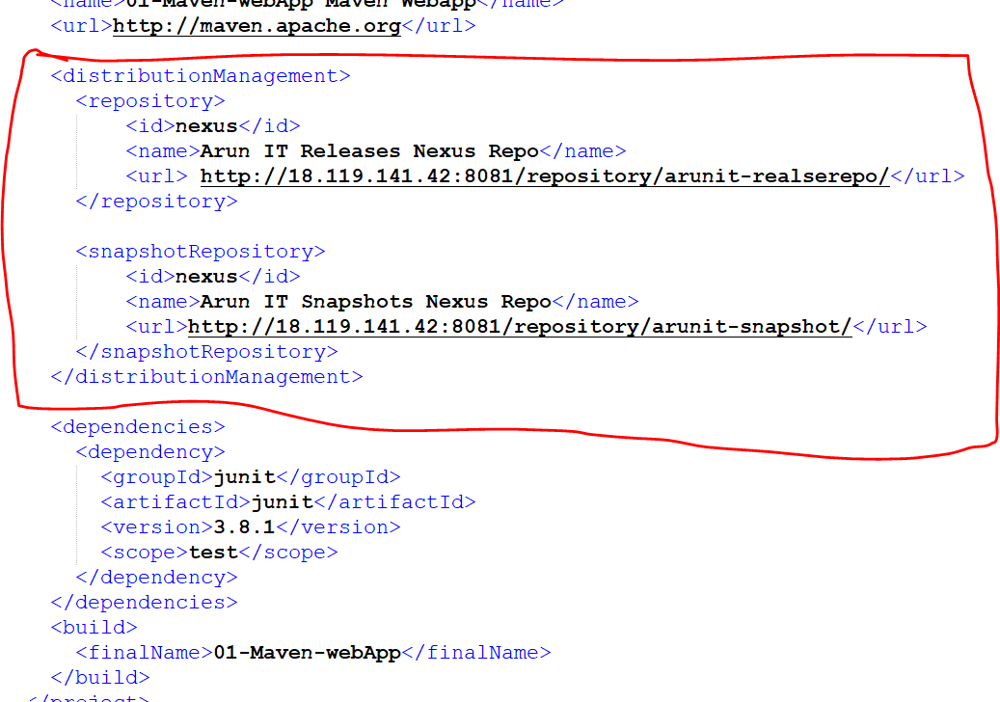 <name>01-Maven-webApp Maven Webapp</name>
<url>http://maven.apache.org</url>
<distributionManagement>
<repository>
<id>nexus</id>
<name>Arun IT Releases Nexus Repo</name>
<url> http://18.119.141.42:8081/repository/arunit-realserepo/</url>
</repository>
<snapshotRepository>
<id>nexus</id>
<name>Arun IT Snapshots Nexus Repo</name>
<url>http://18.119.141.42:8081/repository/arunit-snapshot/</url>
</snapshotRepository>
</distributionManagement>
<dependencies>
<dependency>
<groupId>junit</groupId>
<artifactId>junit</artifactId>
<version>3.8.1</version>
<scope>test</scope>
</dependency>
</dependencies>
<build>
<finalName>01-Maven-webApp</finalName>
</build>
</project>